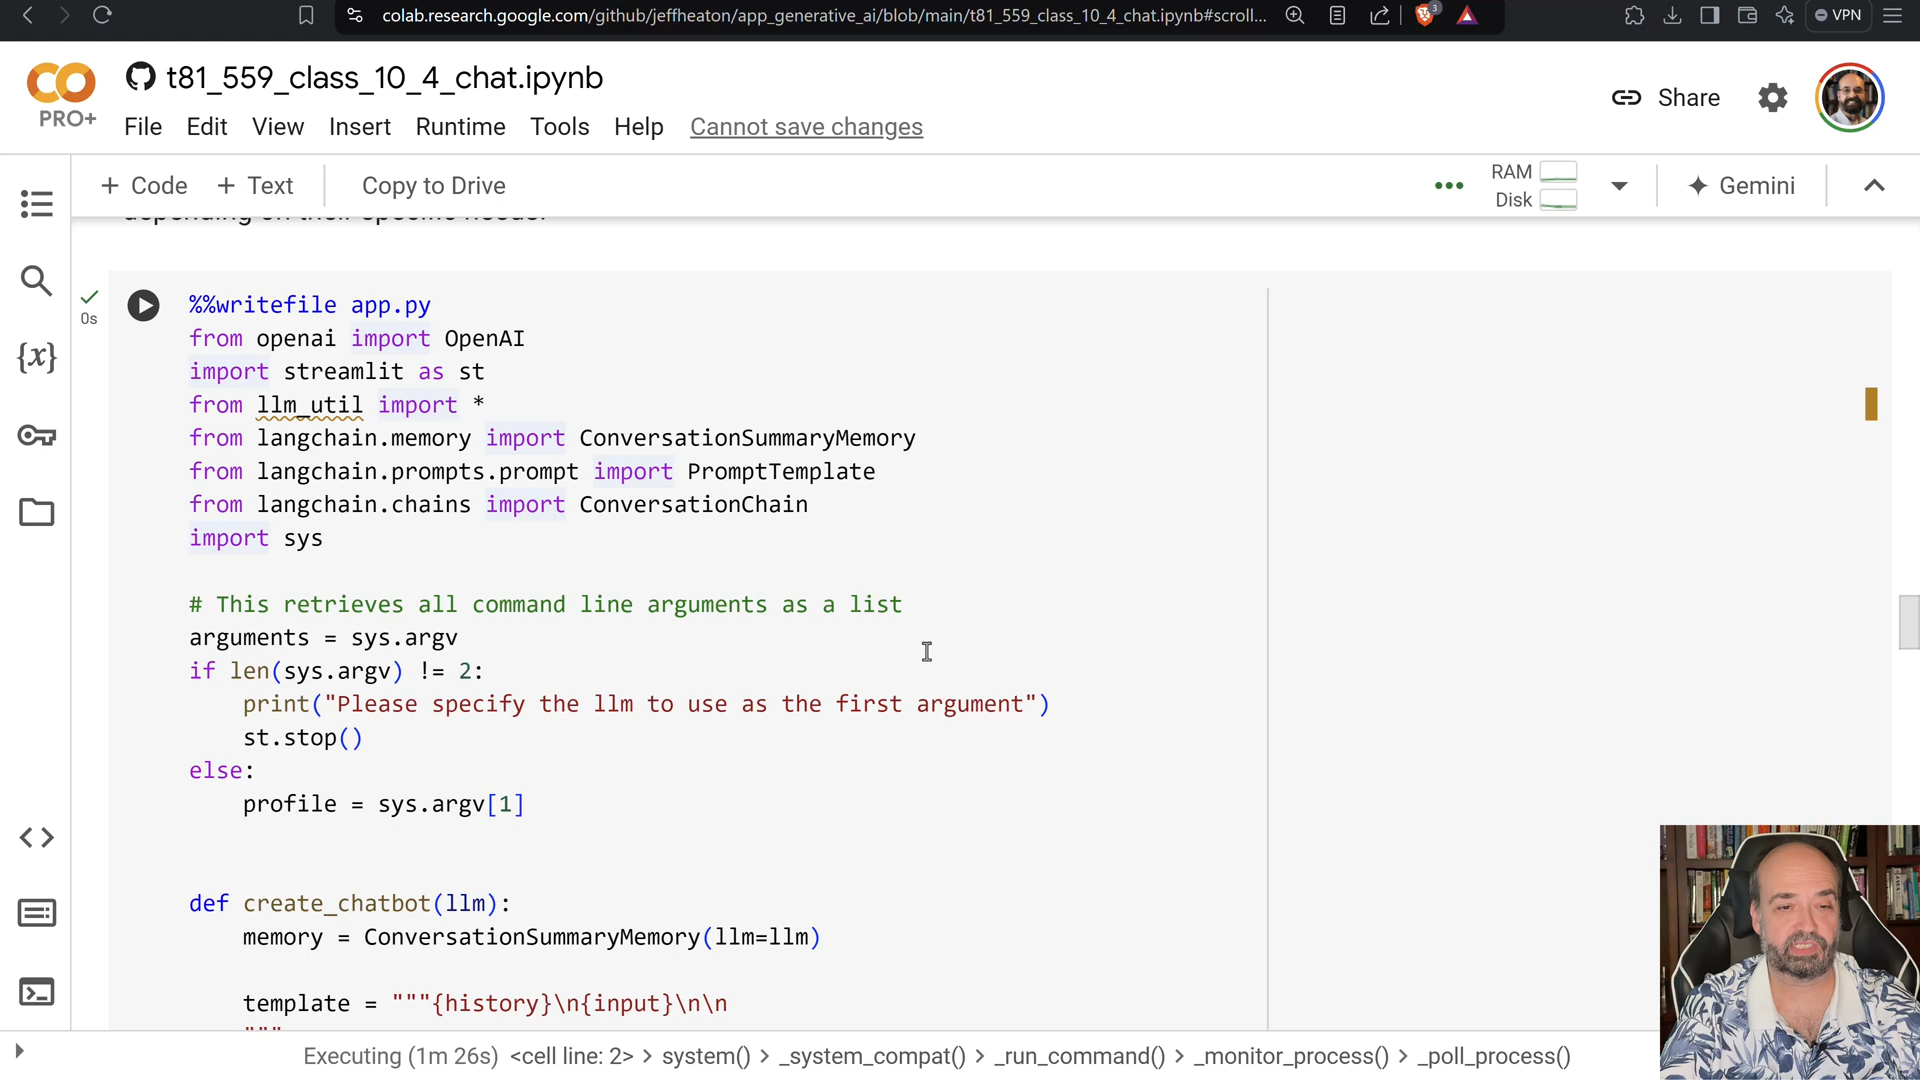 colab.research.google.com/github/jeffheaton/app_generative_ai/blob/main/t81_559_class_10_4_chat.ipynb#scroll...
3
VPN
PRO+
t81_559_class_10_4_chat.ipynb
File Edit View Insert Runtime Tools Help Cannot save changes
Share
+ Code + Text Copy to Drive
RAM
Disk
Gemini
depending on their specific needs.
0s
%%writefile app.py
from openai import OpenAI
import streamlit as st
from llm_util import *
from langchain.memory import ConversationSummaryMemory
from langchain.prompts.prompt import PromptTemplate
from langchain.chains import ConversationChain
import sys
# This retrieves all command line arguments as a list
arguments = sys.argv
if len(sys.argv) != 2:
    print("Please specify the llm to use as the first argument")
    st.stop()
else:
    profile = sys.argv[1]
def create_chatbot(llm):
    memory = ConversationSummaryMemory(llm=llm)
    template = """{history}\n{input}\n\n
    """
{x}
Executing (1m 26s) <cell line: 2> > system() > _system_compat() > _run_command() > _monitor_process() > _poll_process()